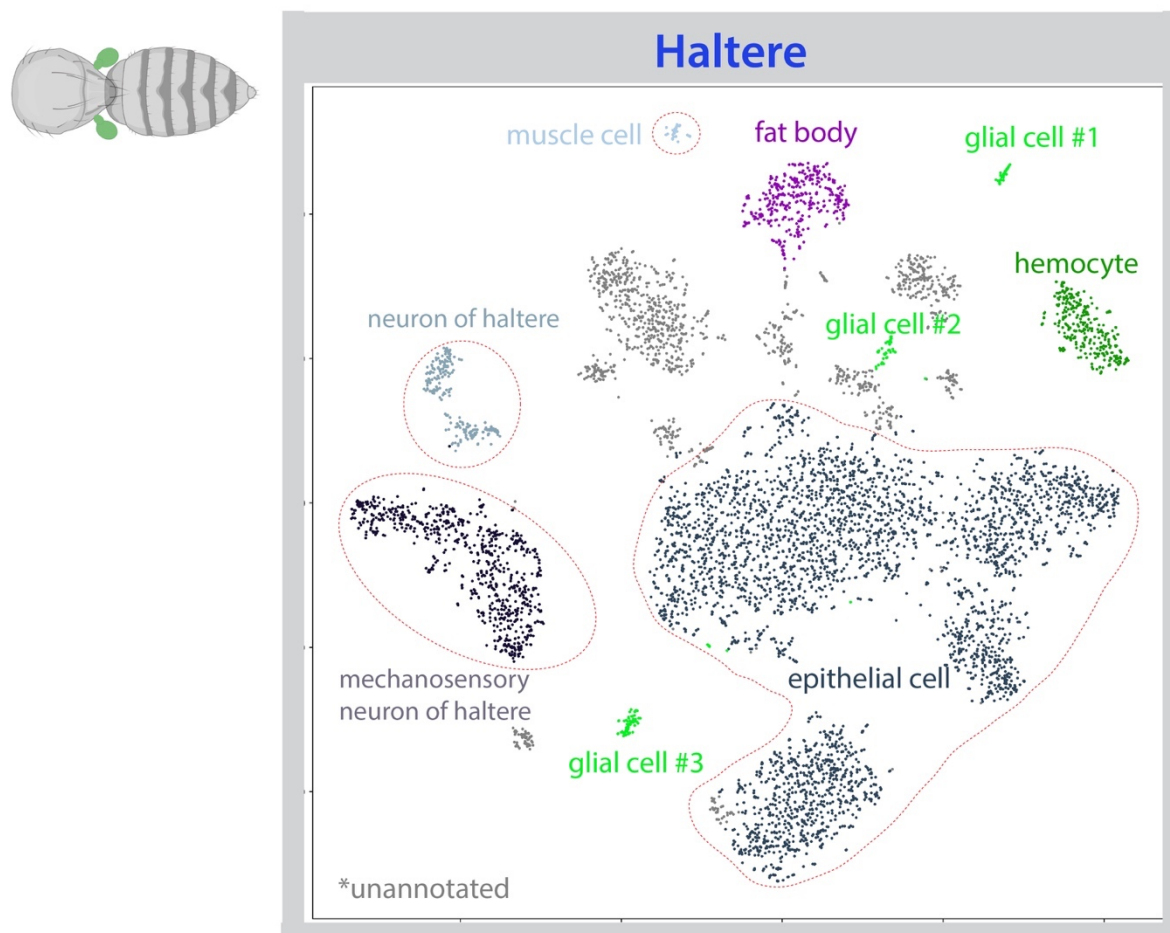 Haltere
muscle cell
fat body
glial cell #1
hemocyte
neuron of haltere
glial cell #2
mechanosensory
neuron of haltere
epithelial cell
glial cell #3
*unannotated